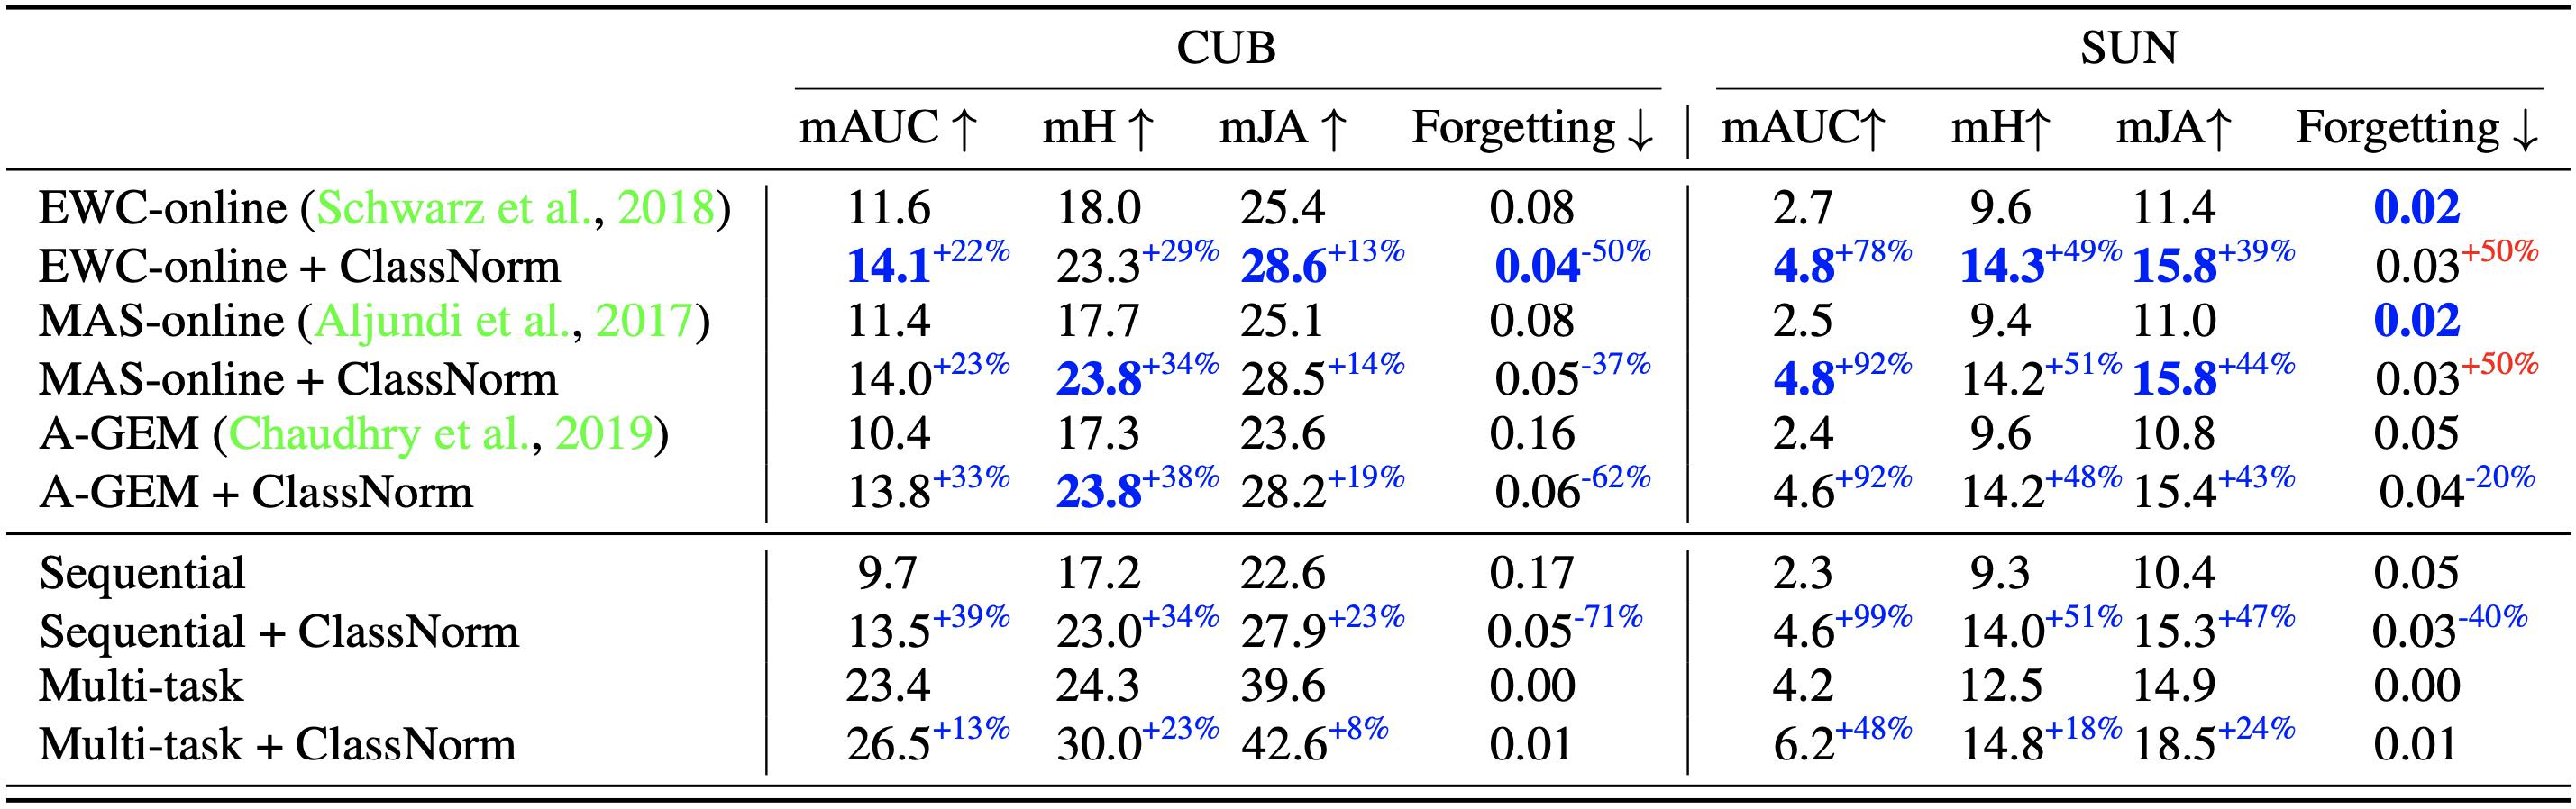 CUB SUN
mAUC ↑ mH ↑ mJA ↑ Forgetting ↓ mAUC↑ mH↑ mJA↑ Forgetting ↓
EWC-online (Schwarz et al., 2018) 11.6 18.0 25.4 0.08 2.7 9.6 11.4 0.02
EWC-online + ClassNorm 14.1+22% 23.3+29% 28.6+13% 0.04-50% 4.8+78% 14.3+49% 15.8+39% 0.03+50%
MAS-online (Aljundi et al., 2017) 11.4 17.7 25.1 0.08 2.5 9.4 11.0 0.02
MAS-online + ClassNorm 14.0+23% 23.8+34% 28.5+14% 0.05-37% 4.8+92% 14.2+51% 15.8+44% 0.03+50%
A-GEM (Chaudhry et al., 2019) 10.4 17.3 23.6 0.16 2.4 9.6 10.8 0.05
A-GEM + ClassNorm 13.8+33% 23.8+38% 28.2+19% 0.06-62% 4.6+92% 14.2+48% 15.4+43% 0.04-20%
Sequential 9.7 17.2 22.6 0.17 2.3 9.3 10.4 0.05
Sequential + ClassNorm 13.5+39% 23.0+34% 27.9+23% 0.05-71% 4.6+99% 14.0+51% 15.3+47% 0.03-40%
Multi-task 23.4 24.3 39.6 0.00 4.2 12.5 14.9 0.00
Multi-task + ClassNorm 26.5+13% 30.0+23% 42.6+8% 0.01 6.2+48% 14.8+18% 18.5+24% 0.01